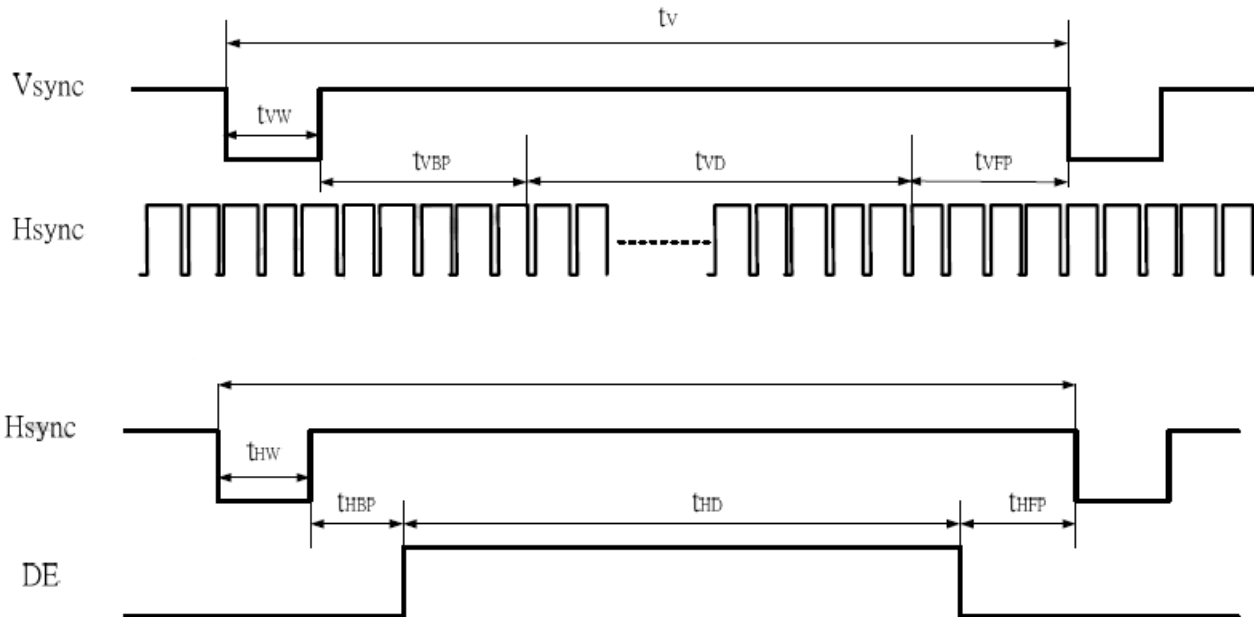 tV
Vsync
tVW
tVBP
tVD
tVFP
Hsync
Hsync
tHW
tHBP
tHD
tHFP
DE